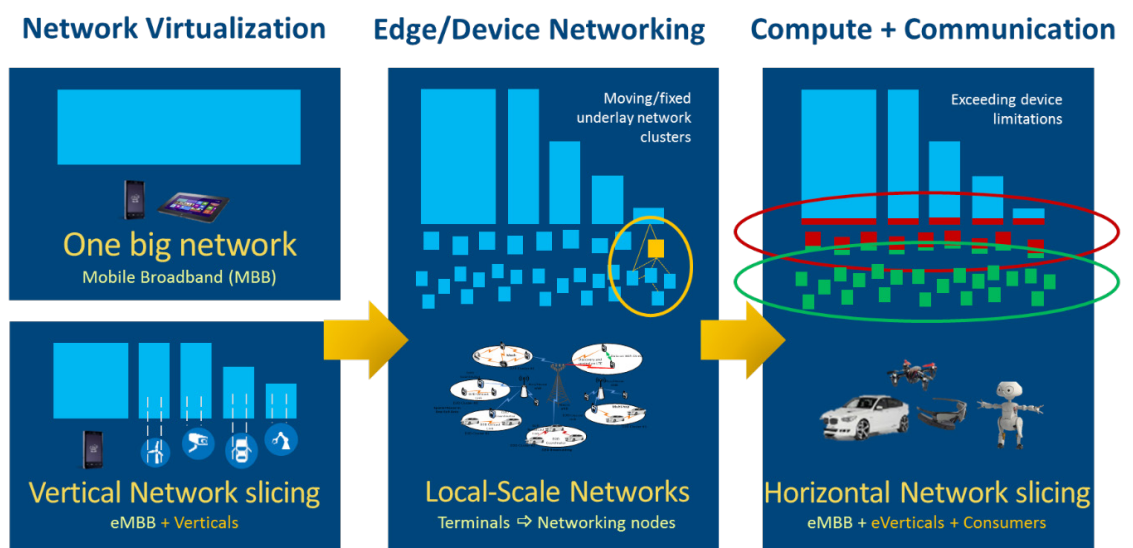 Network Virtualization
One big network
Mobile Broadband (MBB)
Vertical Network slicing
eMBB + Verticals
Edge/Device Networking
Moving/fixed
underlay network
clusters
Local-Scale Networks
Terminals ⇨ Networking nodes
Compute + Communication
Exceeding device
limitations
Horizontal Network slicing
eMBB + eVerticals + Consumers